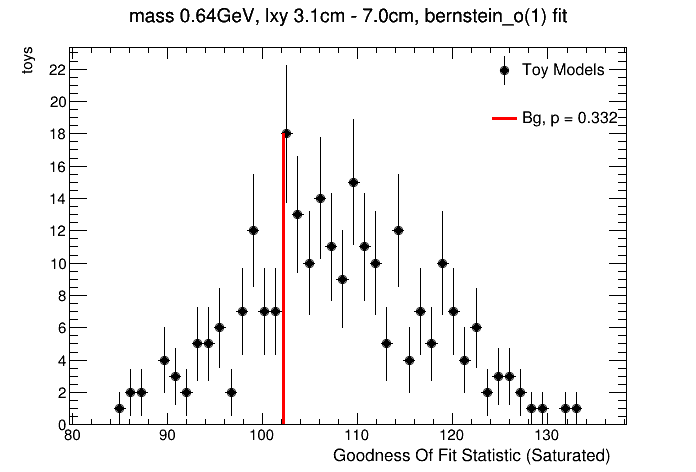 mass 0.64GeV, lxy 3.1cm - 7.0cm, bernstein_o(1) fit
toys
22
20
18
16
14
12
10
8
6
4
2
0
Toy Models
Bg, p = 0.332
80 90 100 110 120 130
Goodness Of Fit Statistic (Saturated)